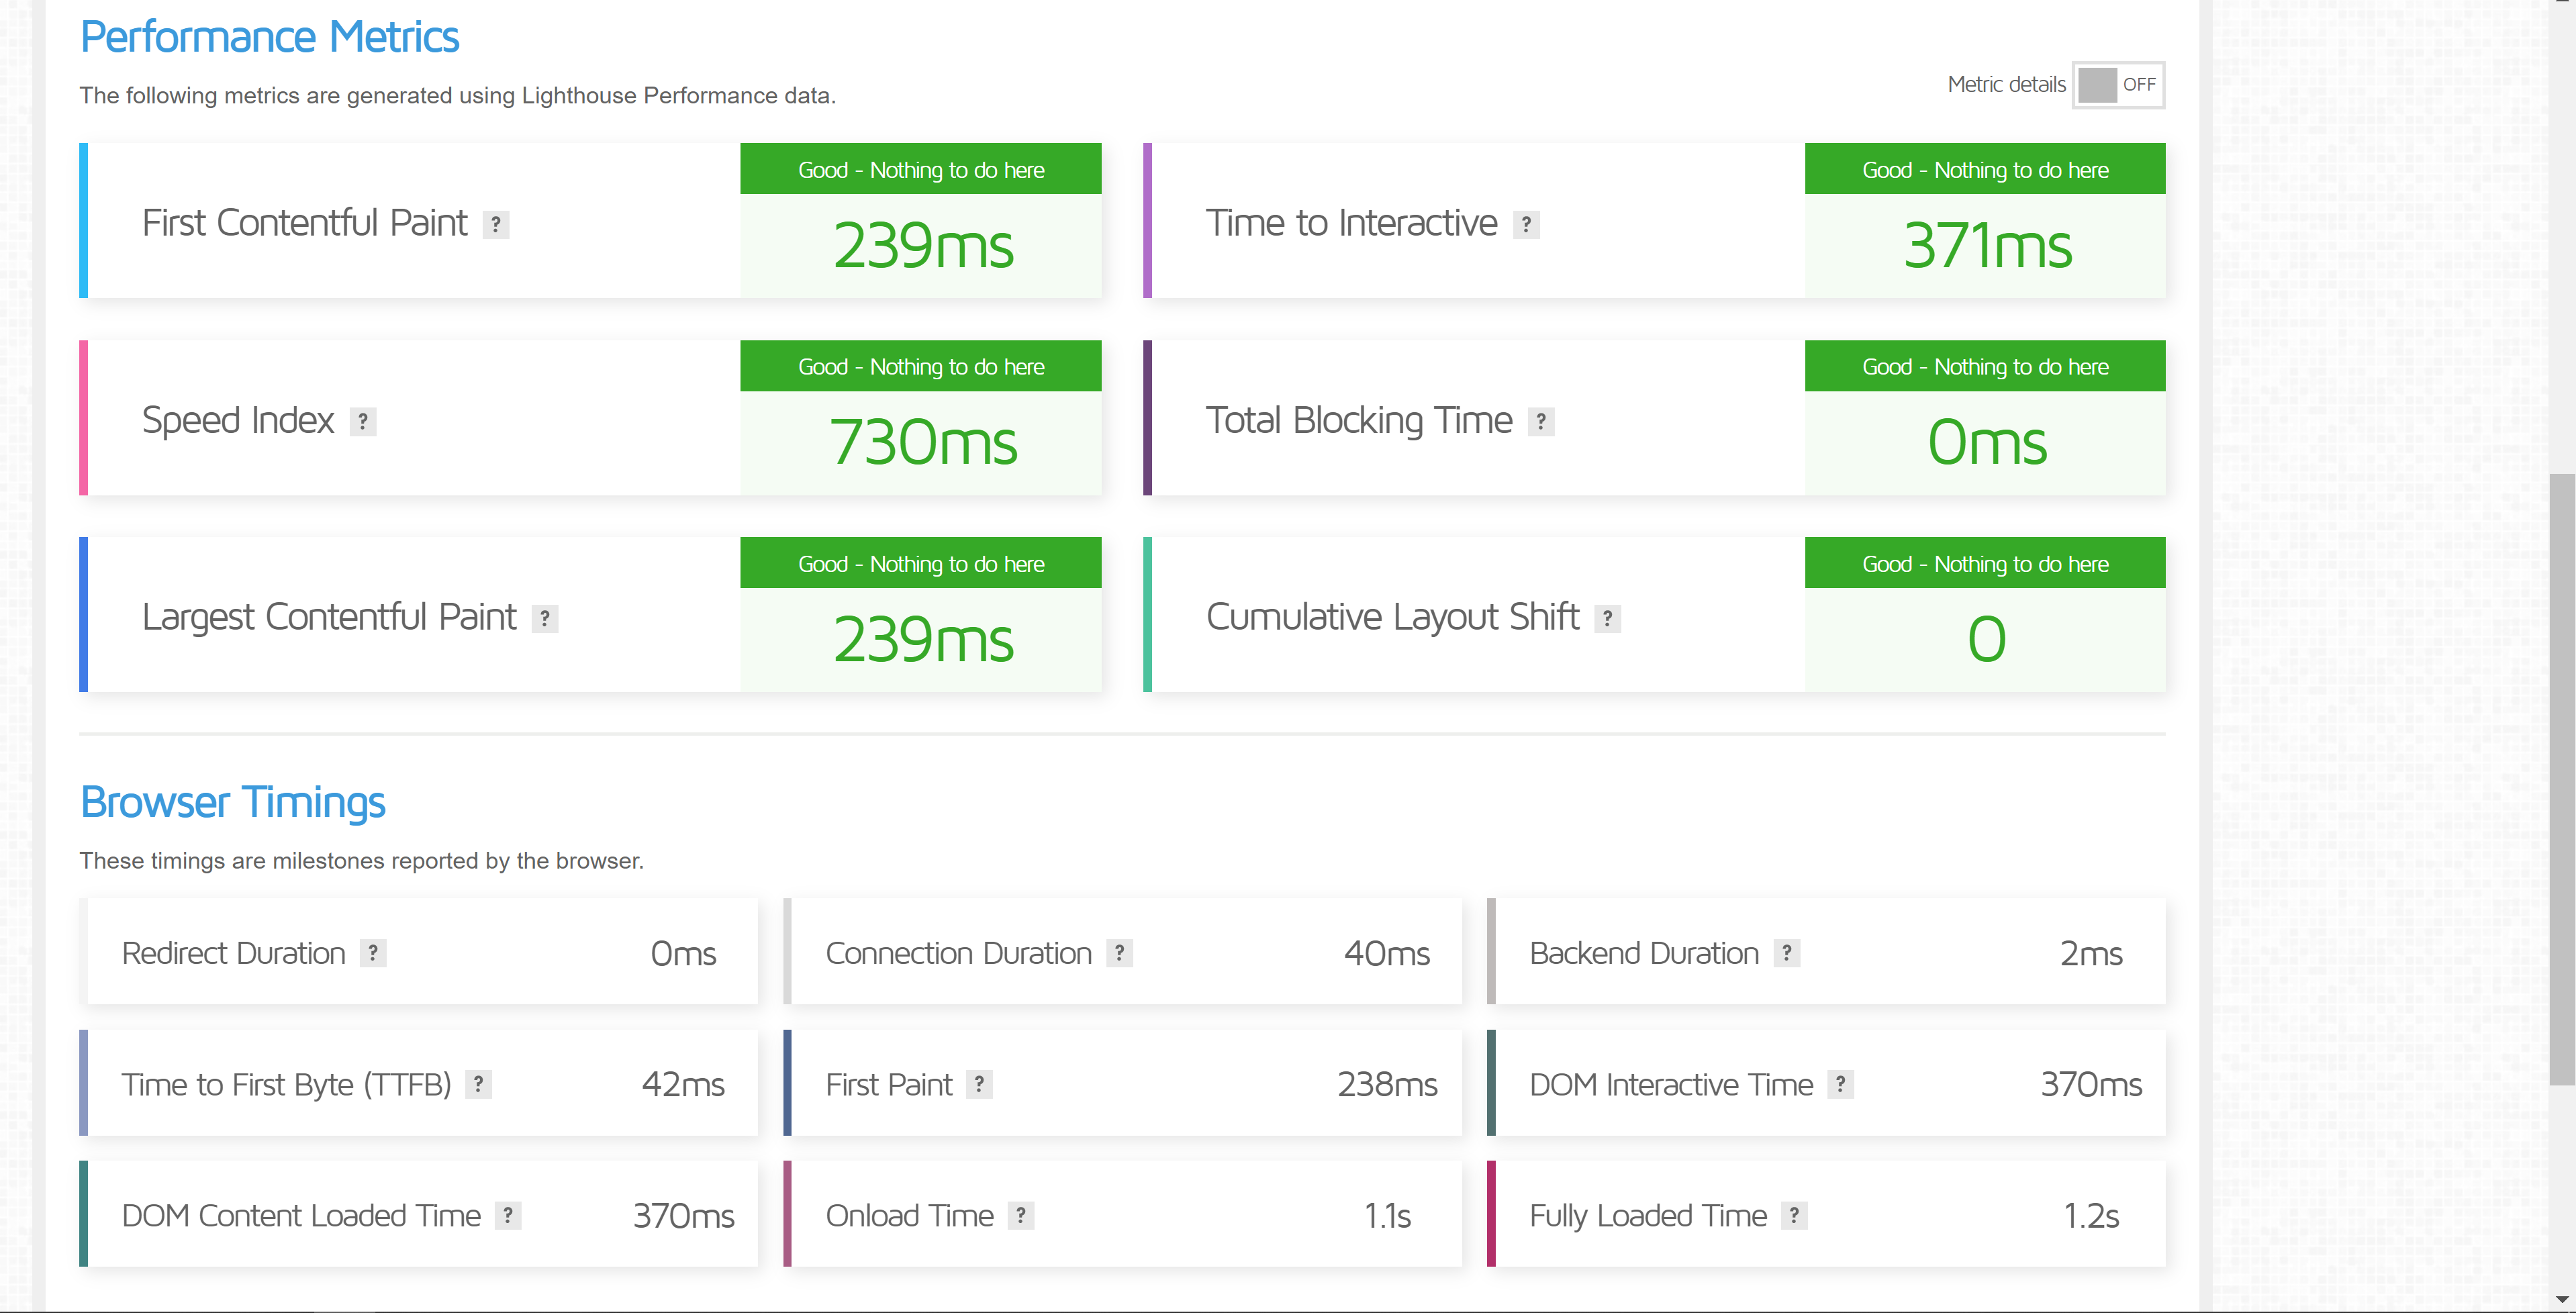 Performance Metrics
The following metrics are generated using Lighthouse Performance data.
Metric details OFF
First Contentful Paint ?
Good - Nothing to do here
239ms
Time to Interactive ?
Good - Nothing to do here
371ms
Speed Index ?
Good - Nothing to do here
730ms
Total Blocking Time ?
Good - Nothing to do here
0ms
Largest Contentful Paint ?
Good - Nothing to do here
239ms
Cumulative Layout Shift ?
Good - Nothing to do here
0
Browser Timings
These timings are milestones reported by the browser.
Redirect Duration ? 0ms
Connection Duration ? 40ms
Backend Duration ? 2ms
Time to First Byte (TTFB) ? 42ms
First Paint ? 238ms
DOM Interactive Time ? 370ms
DOM Content Loaded Time ? 370ms
Onload Time ? 1.1s
Fully Loaded Time ? 1.2s